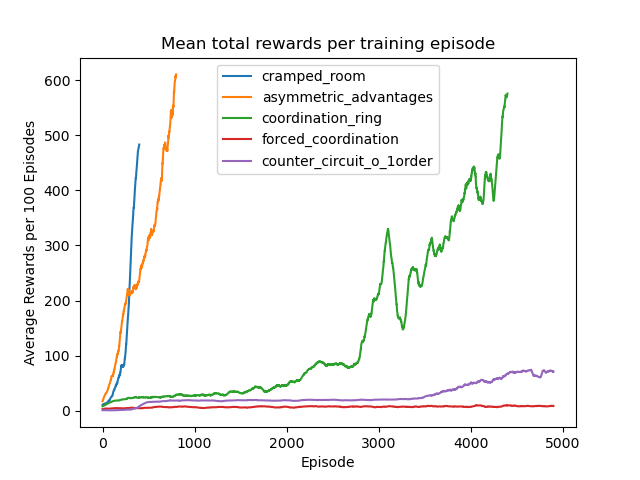 Mean total rewards per training episode
cramped_room
asymmetric_advantages
coordination_ring
forced_coordination
counter_circuit_o_1order
Average Rewards per 100 Episodes
600
500
400
300
200
100
0
0 1000 2000 3000 4000 5000
Episode